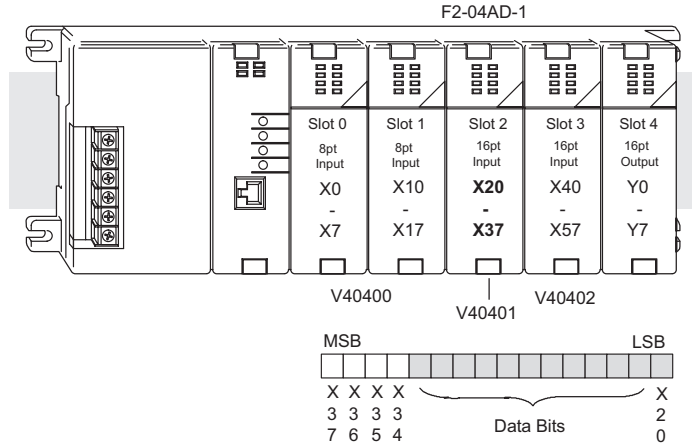 F2-04AD-1
Slot 0 Slot 1 Slot 2 Slot 3 Slot 4
8pt 8pt 16pt 16pt 16pt
Input Input Input Input Output
X0 X10 X20 X40 Y0
- - - - -
X7 X17 X37 X57 Y7
V40400 V40401 V40402
MSB LSB
X X X X X
3 3 3 3 2
7 6 5 4 0
Data Bits